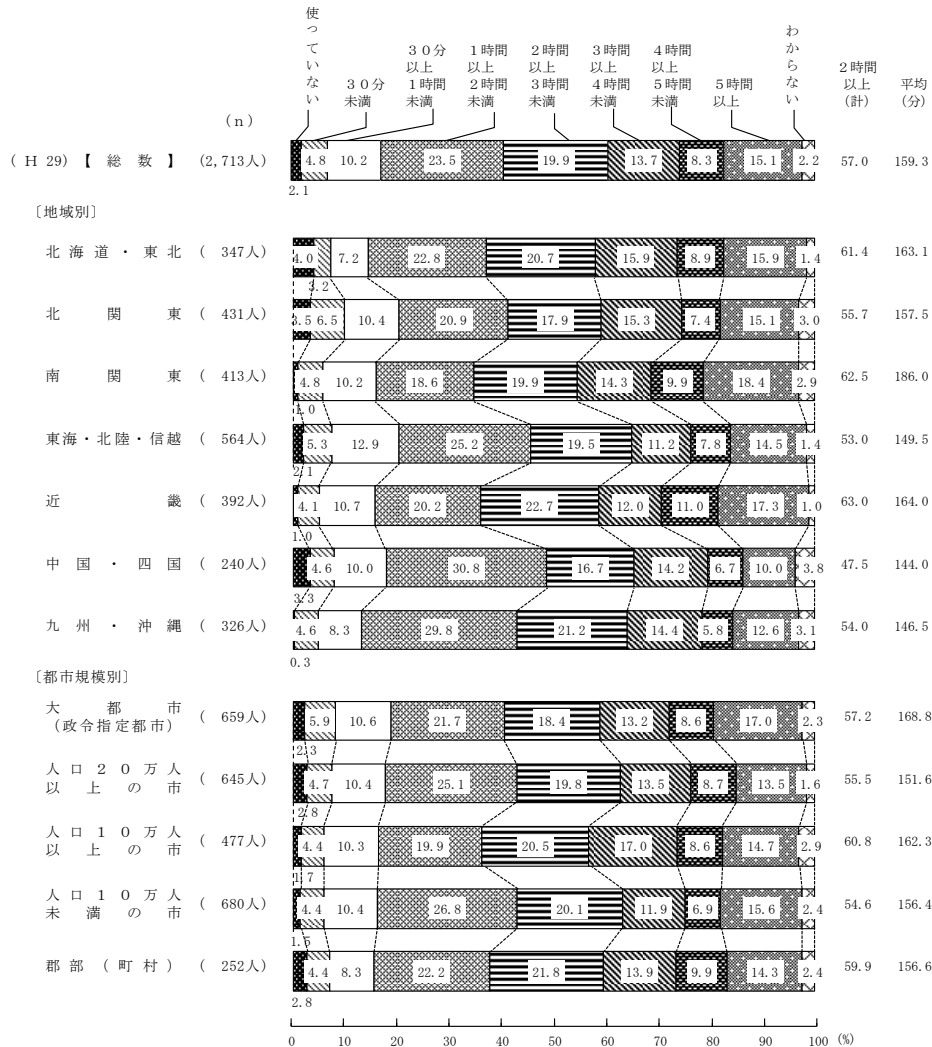 使っていない
３０分
未満
３０分
以上
１時間
未満
１時間
以上
２時間
未満
２時間
以上
３時間
未満
３時間
以上
４時間
未満
４時間
以上
５時間
未満
５時間
以上
わからない
２時間
以上
(計)
平均
(分)
(ｎ)
(Ｈ29)【総数】 (2,713人) 4.8 10.2 23.5 19.9 13.7 8.3 15.1 2.2 57.0 159.3
2.1
〔地域別〕
北海道・東北 ( 347人) 4.0 7.2 22.8 20.7 15.9 8.9 15.9 1.4 61.4 163.1
3.2
北関東 ( 431人) 3.5 6.5 10.4 20.9 17.9 15.3 7.4 15.1 3.0 55.7 157.5
南関東 ( 413人) 4.8 10.2 18.6 19.9 14.3 9.9 18.4 2.9 62.5 186.0
1.0
東海・北陸・信越 ( 564人) 5.3 12.9 25.2 19.5 11.2 7.8 14.5 1.4 53.0 149.5
2.1
近畿 ( 392人) 4.1 10.7 20.2 22.7 12.0 11.0 17.3 1.0 63.0 164.0
1.0
中国・四国 ( 240人) 4.6 10.0 30.8 16.7 14.2 6.7 10.0 3.8 47.5 144.0
3.3
九州・沖縄 ( 326人) 4.6 8.3 29.8 21.2 14.4 5.8 12.6 3.1 54.0 146.5
0.3
〔都市規模別〕
大都市
(政令指定都市) ( 659人) 5.9 10.6 21.7 18.4 13.2 8.6 17.0 2.3 57.2 168.8
2.3
人口２０万人
以上の市 ( 645人) 4.7 10.4 25.1 19.8 13.5 8.7 13.5 1.6 55.5 151.6
2.8
人口１０万人
以上の市 ( 477人) 4.4 10.3 19.9 20.5 17.0 8.6 14.7 2.9 60.8 162.3
1.7
人口１０万人
未満の市 ( 680人) 4.4 10.4 26.8 20.1 11.9 6.9 15.6 2.4 54.6 156.4
1.5
郡部(町村) ( 252人) 4.4 8.3 22.2 21.8 13.9 9.9 14.3 2.4 59.9 156.6
2.8
0 10 20 30 40 50 60 70 80 90 100 (%)